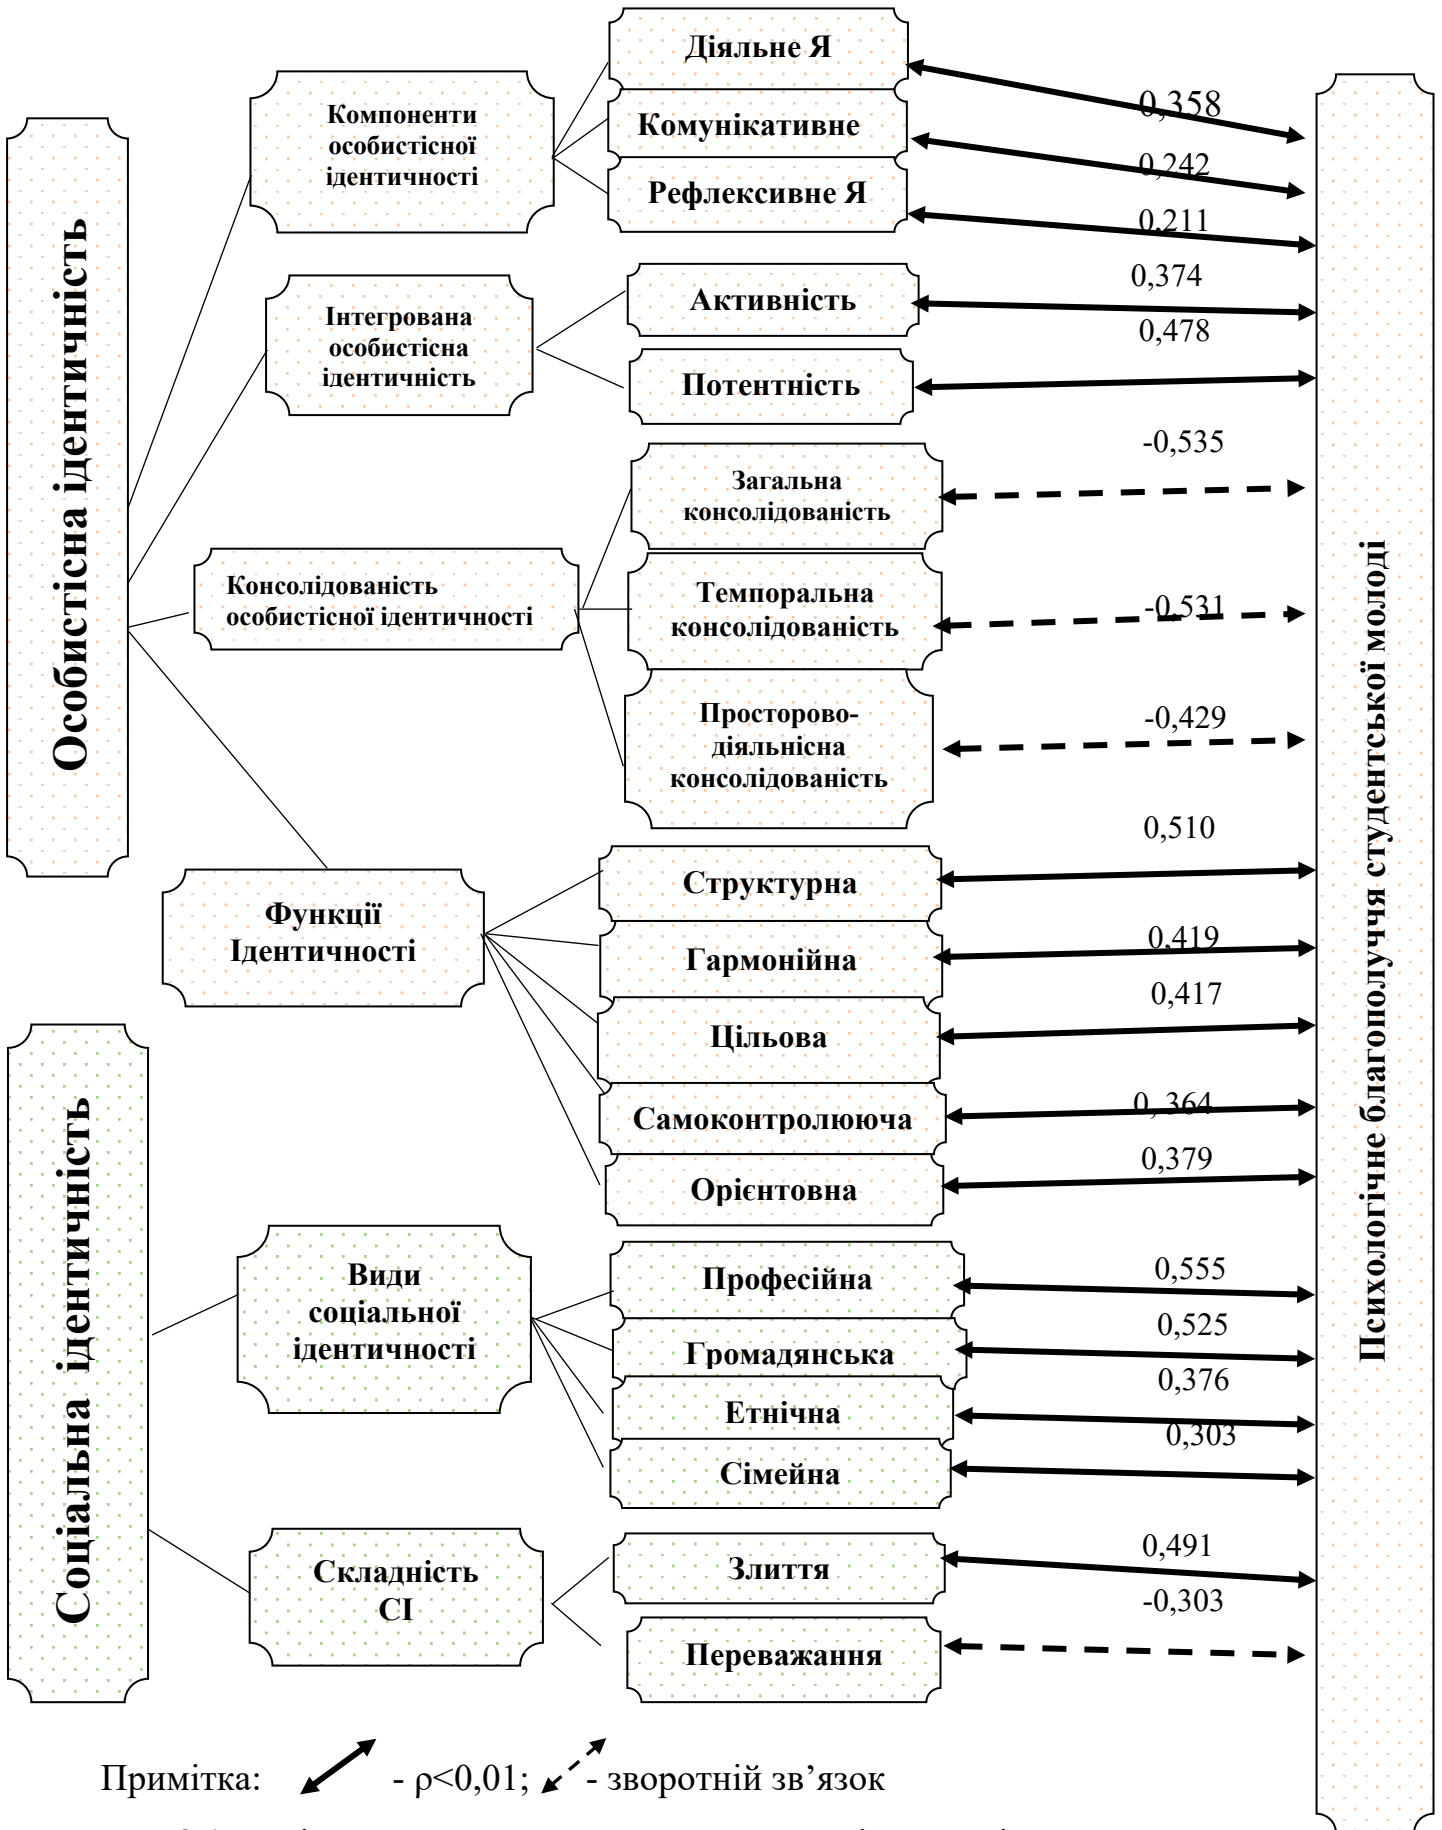 Особистісна ідентичність
Компоненти
особистісної
ідентичності
Діяльне Я
0,358
Комунікативне
0,242
Рефлексивне Я
0,211
Інтегрована
особистісна
ідентичність
Активність
0,374
Потентність
0,478
Консолідованість
особистісної ідентичності
Загальна
консолідованість
-0,535
Темпоральна
консолідованість
-0,531
Просторово-
діяльнісна
консолідованість
-0,429
Функції
Ідентичності
Структурна
0,510
Гармонійна
0,419
Цільова
0,417
Самоконтролююча
0, 364
Орієнтовна
0,379
Соціальна ідентичність
Види
соціальної
ідентичності
Професійна
0,555
Громадянська
0,525
Етнічна
0,376
Сімейна
0,303
Складність
СІ
Злиття
0,491
Переважання
-0,303
Психологічне благополуччя студентської молоді
Примітка: - ρ<0,01; - зворотній зв’язок